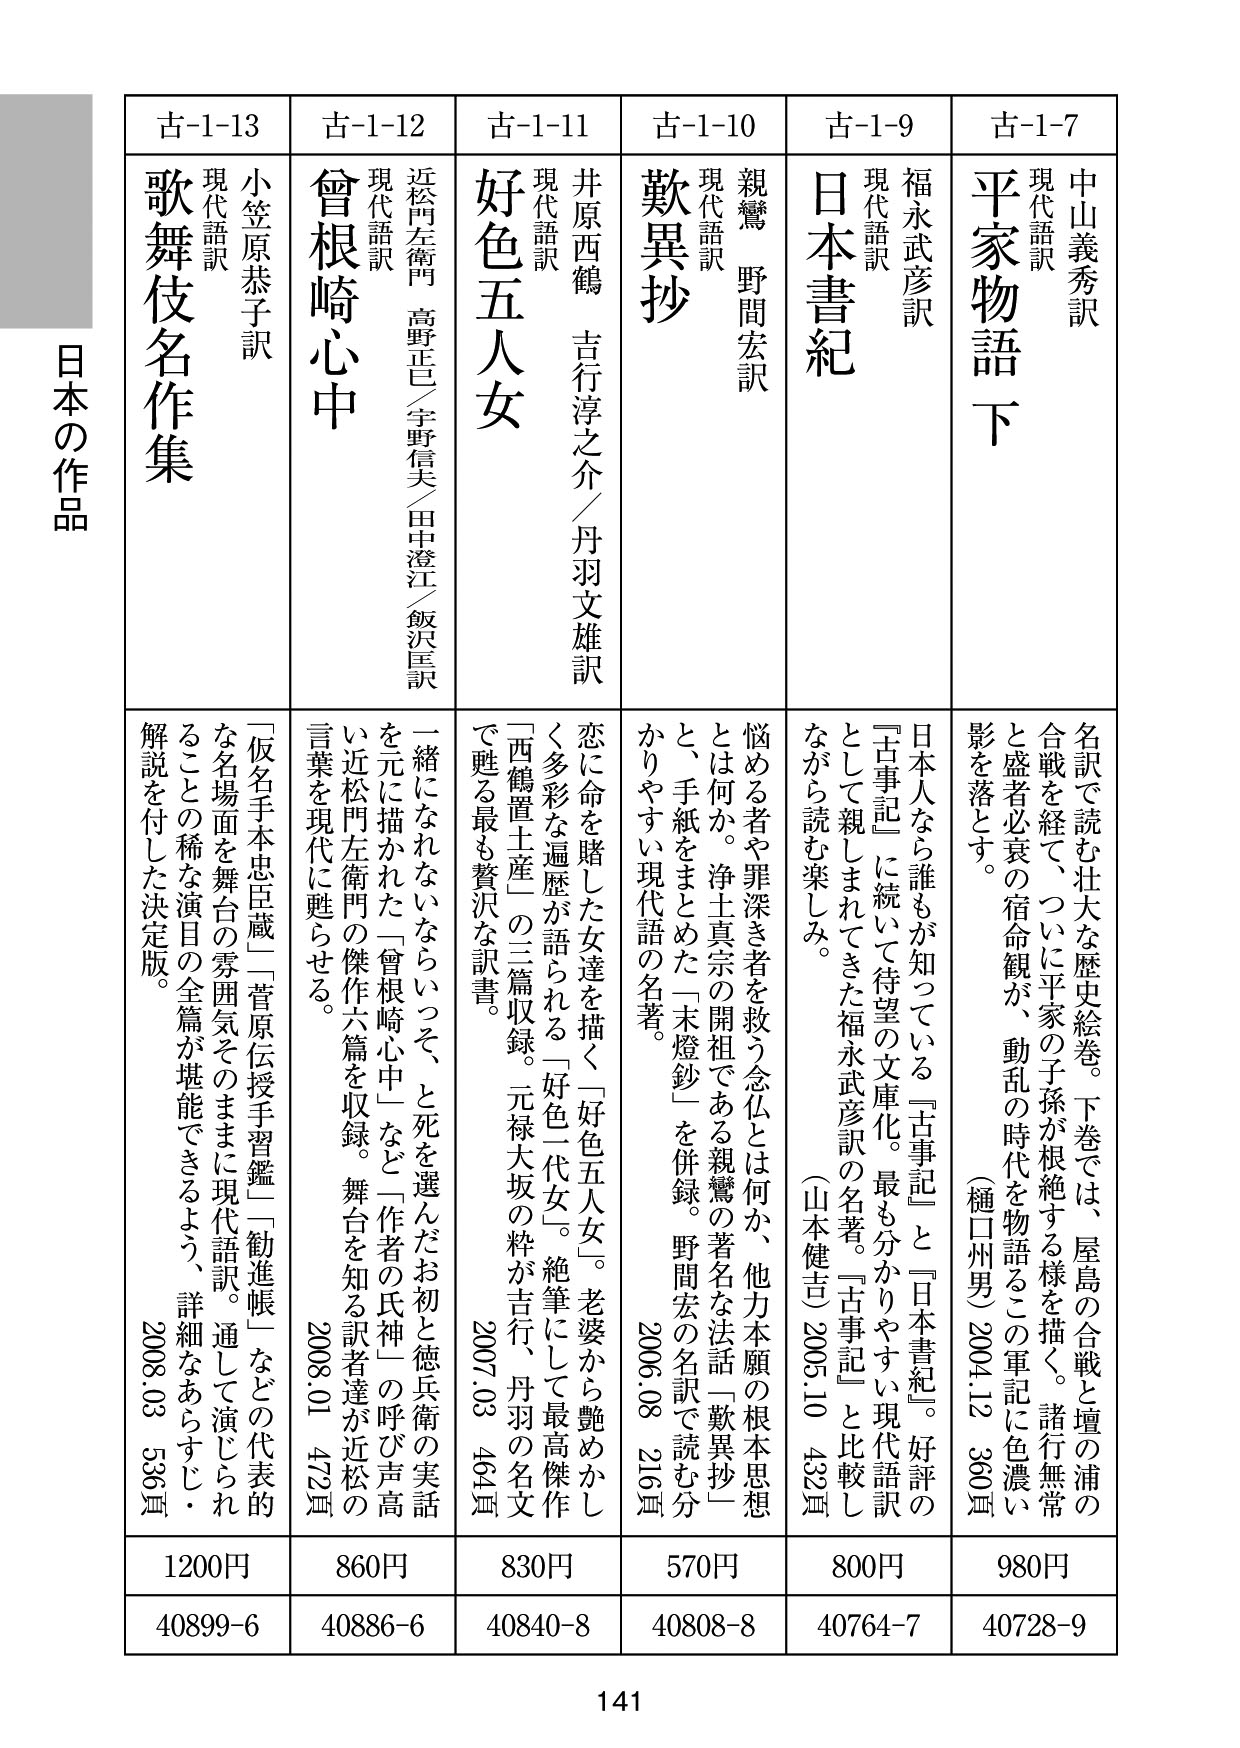 日本の作品
古-1-7
中山義秀訳
現代語訳
平家物語 下
名訳で読む壮大な歴史絵巻。下巻では、屋島の合戦と壇の浦の
合戦を経て、ついに平家の子孫が根絶する様を描く。諸行無常
と盛者必衰の宿命観が、動乱の時代を物語るこの軍記に色濃い
影を落とす。
（樋口州男）2004.12 360頁
980円
40728-9
古-1-9
福永武彦訳
現代語訳
日本書紀
日本人なら誰もが知っている『古事記』と『日本書紀』。好評の
『古事記』に続いて待望の文庫化。最も分かりやすい現代語訳
として親しまれてきた福永武彦訳の名著。『古事記』と比較し
ながら読む楽しみ。
（山本健吉）2005.10 432頁
800円
40764-7
古-1-10
親鸞 野間宏訳
現代語訳
歎異抄
悩める者や罪深き者を救う念仏とは何か、他力本願の根本思想
とは何か。浄土真宗の開祖である親鸞の著名な法話「歎異抄」
と、手紙をまとめた「末燈鈔」を併録。野間宏の名訳で読む分
かりやすい現代語の名著。
2006.08 216頁
570円
40808-8
古-1-11
井原西鶴 吉行淳之介／丹羽文雄訳
現代語訳
好色五人女
恋に命を賭した女達を描く「好色五人女」。老婆から艶めかし
く多彩な遍歴が語られる「好色一代女」。絶筆にして最高傑作
「西鶴置土産」の三篇収録。元禄大坂の粋が吉行、丹羽の名文
で甦る最も贅沢な訳書。
2007.03 464頁
830円
40840-8
古-1-12
近松門左衛門 高野正巳／宇野信夫／田中澄江／飯沢匡訳
現代語訳
曾根崎心中
一緒になれないならいっそ、と死を選んだお初と徳兵衛の実話
を元に描かれた「曾根崎心中」など「作者の氏神」の呼び声高
い近松門左衛門の傑作六篇を収録。舞台を知る訳者達が近松の
言葉を現代に甦らせる。
2008.01 472頁
860円
40886-6
古-1-13
小笠原恭子訳
現代語訳
歌舞伎名作集
「仮名手本忠臣蔵」「菅原伝授手習鑑」「勧進帳」などの代表的
な名場面を舞台の雰囲気そのままに現代語訳。通して演じられ
ることの稀な演目の全篇が堪能できるよう、詳細なあらすじ・
解説を付した決定版。
2008.03 536頁
1200円
40899-6
141